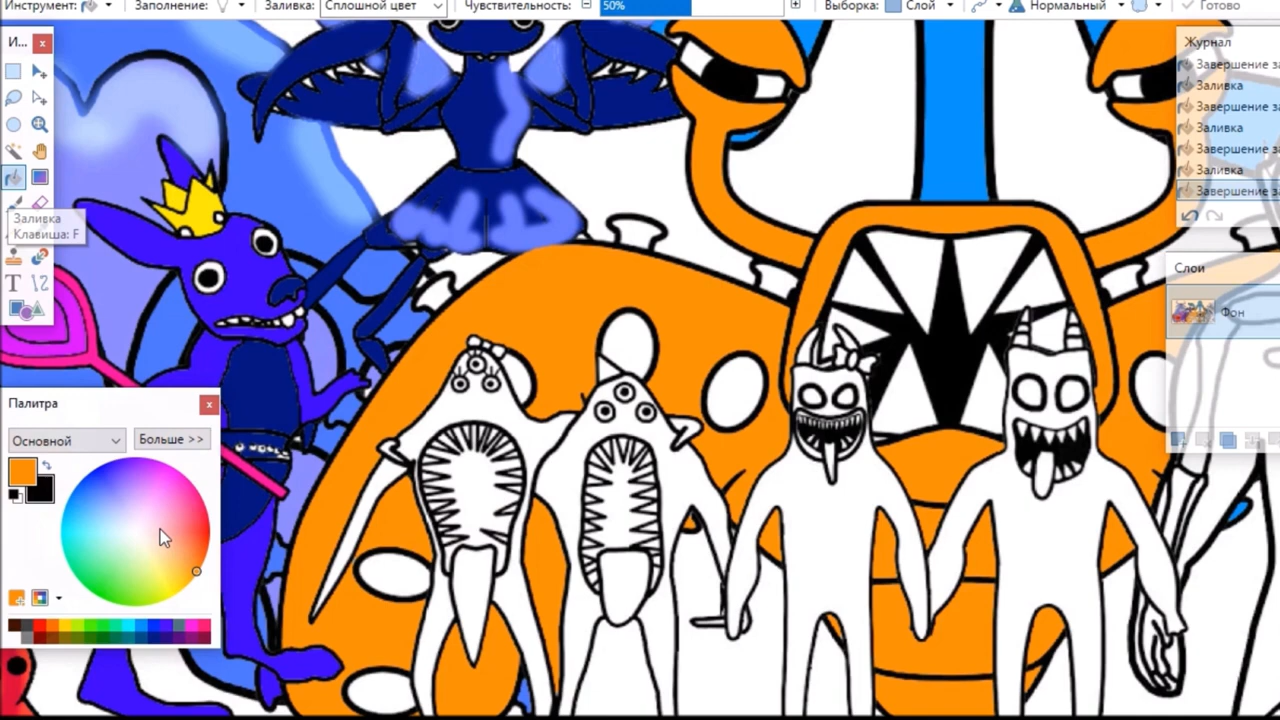 Инструмент: Заполнение: Заливка: Сплошной цвет Чувствительность: 50% Выборка: Слой Нормальный Готово
И...
Журнал
Завершение за
Заливка
Завершение за
Заливка
Завершение за
Заливка
Завершение за
Заливка
Клавиша: F
T
Слои
Фон
Палитра
Основной
Больше >>